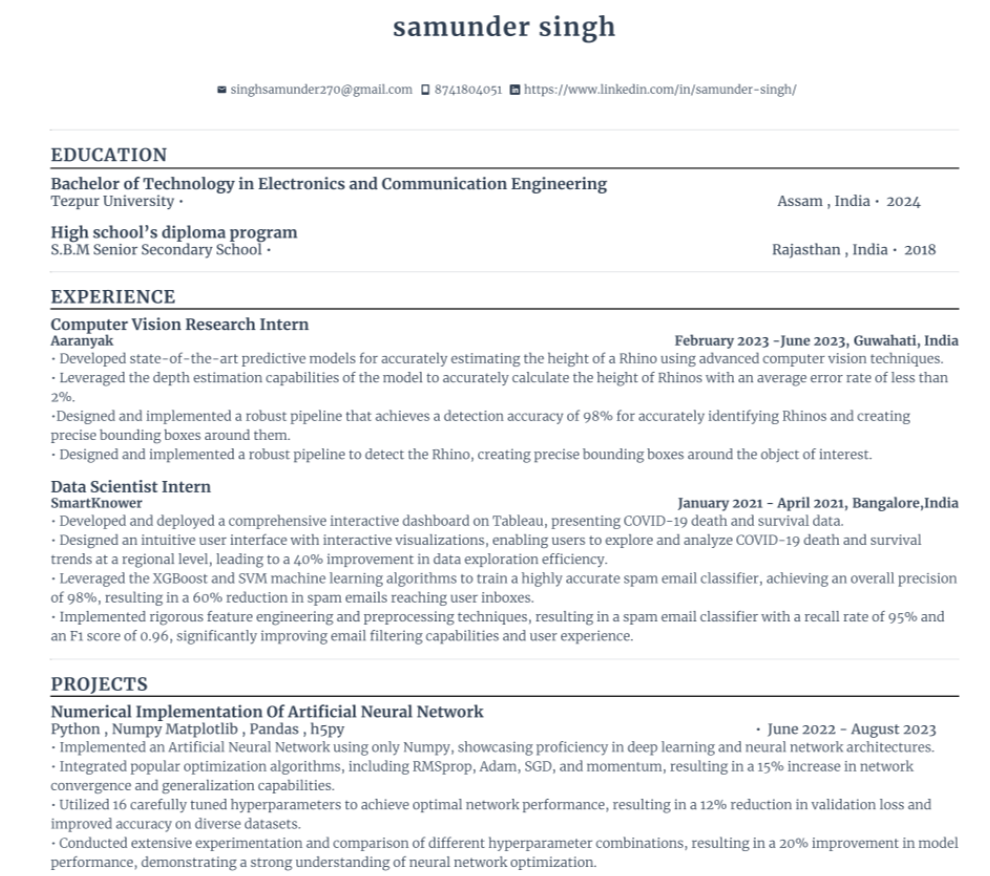 samunder singh
singhsamunder270@gmail.com 8741804051 https://www.linkedin.com/in/samunder-singh/
EDUCATION
Bachelor of Technology in Electronics and Communication Engineering
Tezpur University • Assam , India • 2024
High school's diploma program
S.B.M Senior Secondary School • Rajasthan , India • 2018
EXPERIENCE
Computer Vision Research Intern
Aaranyak February 2023 -June 2023, Guwahati, India
• Developed state-of-the-art predictive models for accurately estimating the height of a Rhino using advanced computer vision techniques.
• Leveraged the depth estimation capabilities of the model to accurately calculate the height of Rhinos with an average error rate of less than
2%.
•Designed and implemented a robust pipeline that achieves a detection accuracy of 98% for accurately identifying Rhinos and creating
precise bounding boxes around them.
• Designed and implemented a robust pipeline to detect the Rhino, creating precise bounding boxes around the object of interest.
Data Scientist Intern
SmartKnower January 2021 - April 2021, Bangalore,India
• Developed and deployed a comprehensive interactive dashboard on Tableau, presenting COVID-19 death and survival data.
• Designed an intuitive user interface with interactive visualizations, enabling users to explore and analyze COVID-19 death and survival
trends at a regional level, leading to a 40% improvement in data exploration efficiency.
• Leveraged the XGBoost and SVM machine learning algorithms to train a highly accurate spam email classifier, achieving an overall precision
of 98%, resulting in a 60% reduction in spam emails reaching user inboxes.
• Implemented rigorous feature engineering and preprocessing techniques, resulting in a spam email classifier with a recall rate of 95% and
an F1 score of 0.96, significantly improving email filtering capabilities and user experience.
PROJECTS
Numerical Implementation Of Artificial Neural Network
Python , Numpy Matplotlib , Pandas , h5py • June 2022 - August 2023
• Implemented an Artificial Neural Network using only Numpy, showcasing proficiency in deep learning and neural network architectures.
• Integrated popular optimization algorithms, including RMSprop, Adam, SGD, and momentum, resulting in a 15% increase in network
convergence and generalization capabilities.
• Utilized 16 carefully tuned hyperparameters to achieve optimal network performance, resulting in a 12% reduction in validation loss and
improved accuracy on diverse datasets.
• Conducted extensive experimentation and comparison of different hyperparameter combinations, resulting in a 20% improvement in model
performance, demonstrating a strong understanding of neural network optimization.